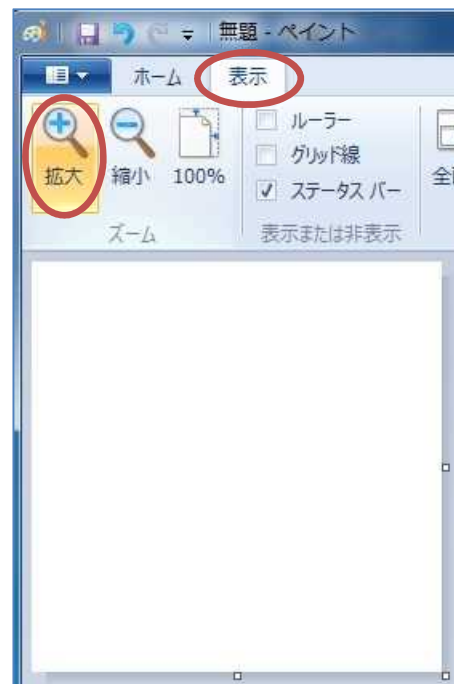 無題 - ペイント
ホーム 表示
拡大 縮小 100%
ルーラー
グリッド線
ステータス バー
ズーム 表示または非表示